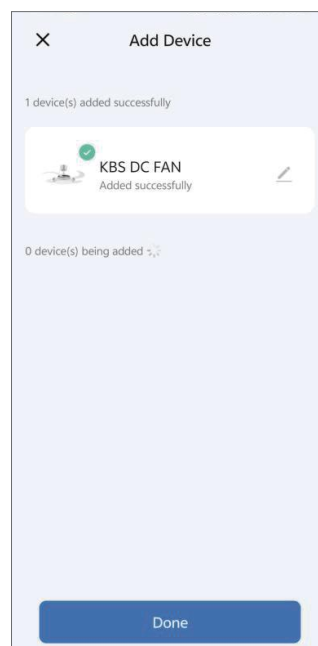 Add Device
1 device(s) added successfully
KBS DC FAN
Added successfully
0 device(s) being added
Done